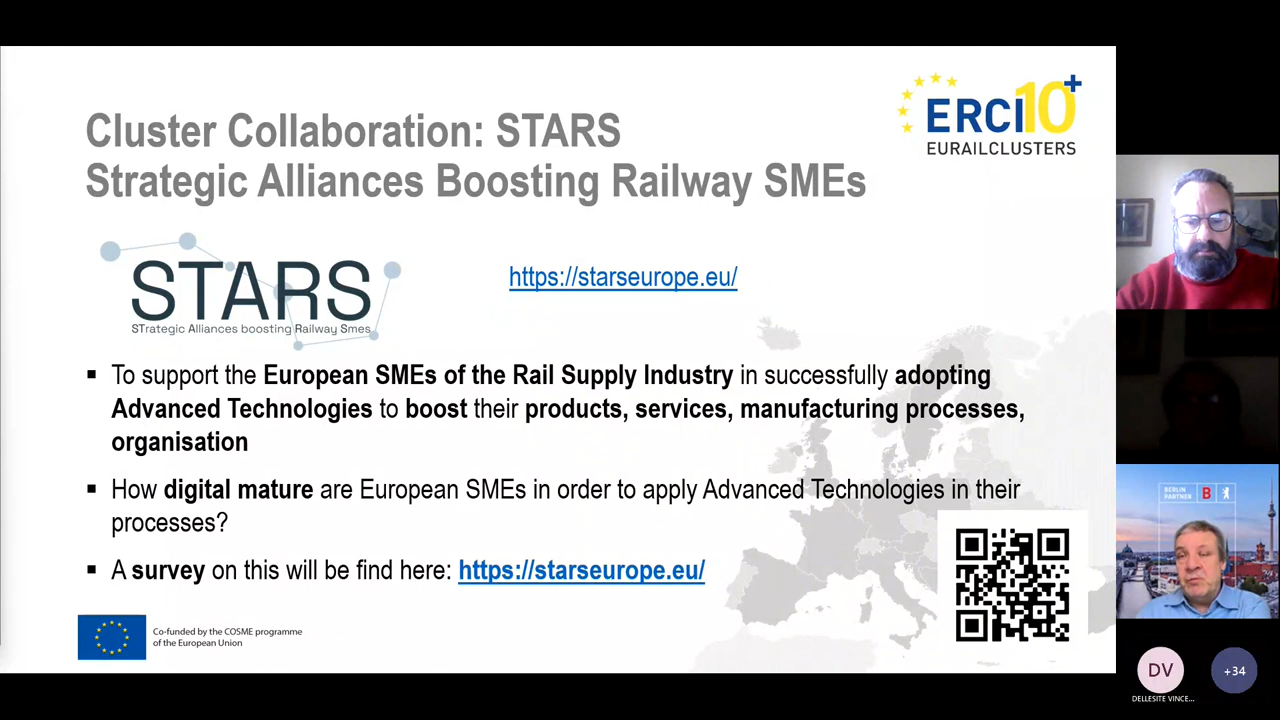 Cluster Collaboration: STARS
Strategic Alliances Boosting Railway SMEs
ERCI10+
EURAILCLUSTERS
STARS
STrategic Alliances boosting Railway Smes
https://starseurope.eu/
▪ To support the European SMEs of the Rail Supply Industry in successfully adopting
Advanced Technologies to boost their products, services, manufacturing processes,
organisation
▪ How digital mature are European SMEs in order to apply Advanced Technologies in their
processes?
▪ A survey on this will be find here: https://starseurope.eu/
Co-funded by the COSME programme
of the European Union
BERLIN
PARTNER
B
DV
+34
DELLESITE VINCE...